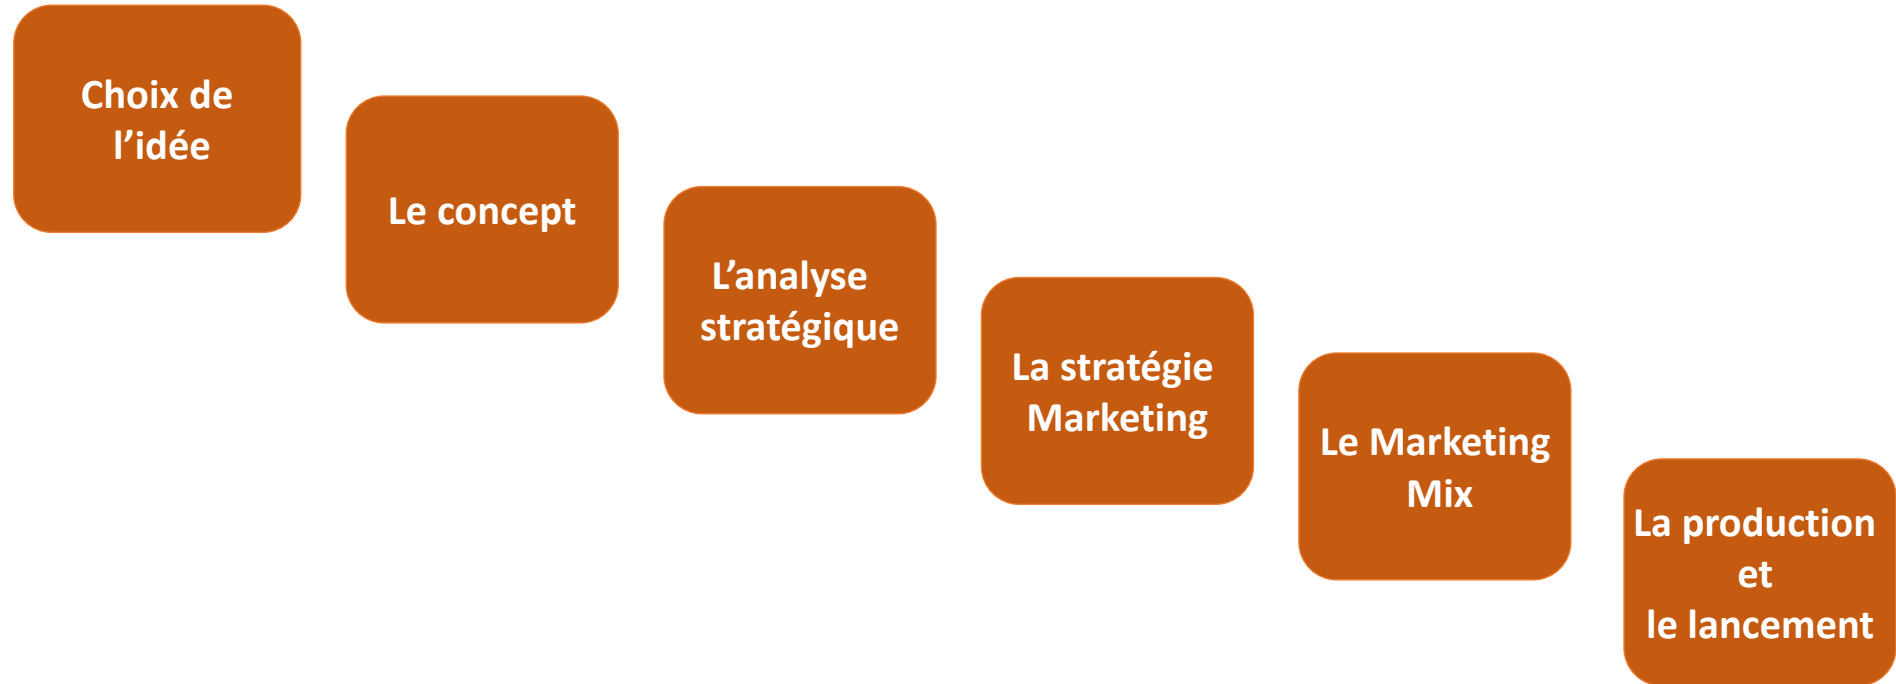 Choix de
l’idée
Le concept
L’analyse
stratégique
La stratégie
Marketing
Le Marketing
Mix
La production
et
le lancement